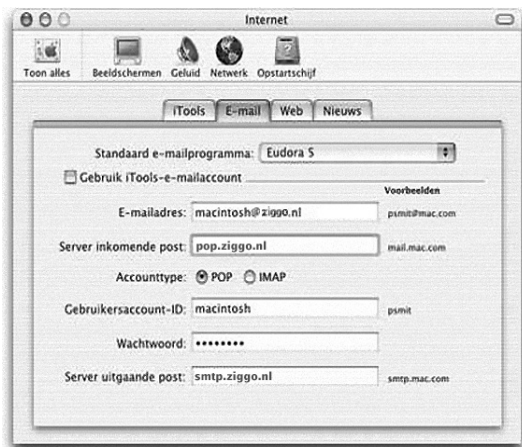 Internet
Toon alles Beeldschermen Geluid Netwerk Opstartschijf
iTools E-mail Web Nieuws
Standaard e-mailprogramma: Eudora 5
Gebruik iTools-e-mailaccount
Voorbeelden
E-mailadres: macintosh@ziggo.nl psmit@mac.com
Server inkomende post: pop.ziggo.nl mail.mac.com
Accounttype: POP IMAP
Gebruikersaccount-ID: macintosh psmit
Wachtwoord: ••••••••
Server uitgaande post: smtp.ziggo.nl smtp.mac.com